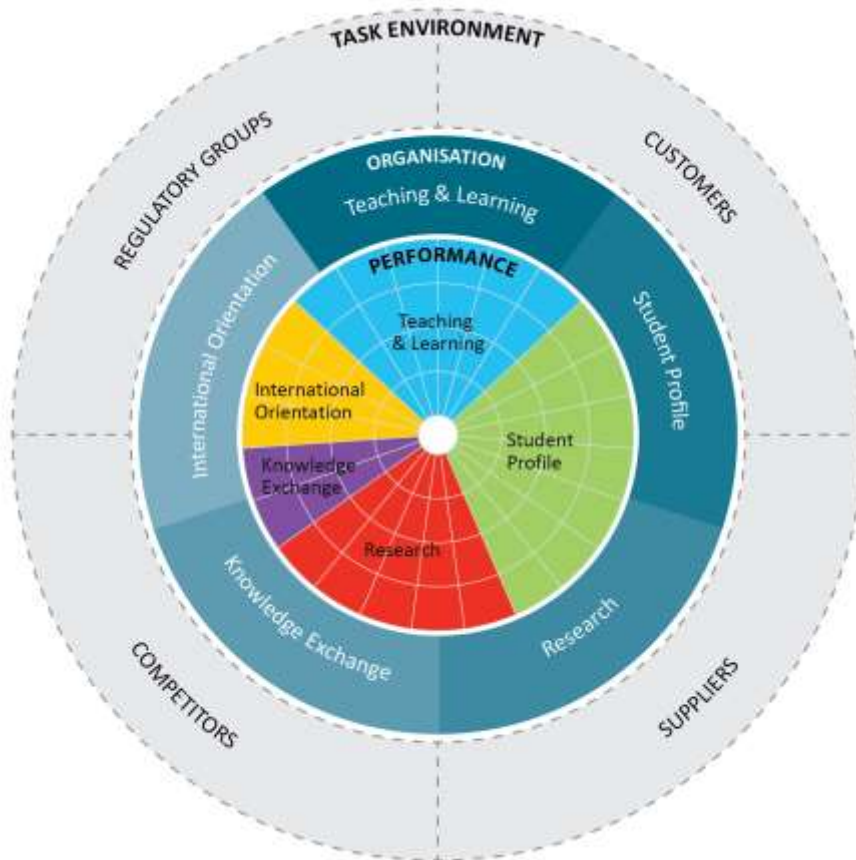 TASK ENVIRONMENT
REGULATORY GROUPS
CUSTOMERS
ORGANISATION
Teaching & Learning
International Orientation
Student Profile
PERFORMANCE
Teaching
& Learning
International
Orientation
Student
Profile
Knowledge
Exchange
Research
Knowledge Exchange
Research
COMPETITORS
SUPPLIERS